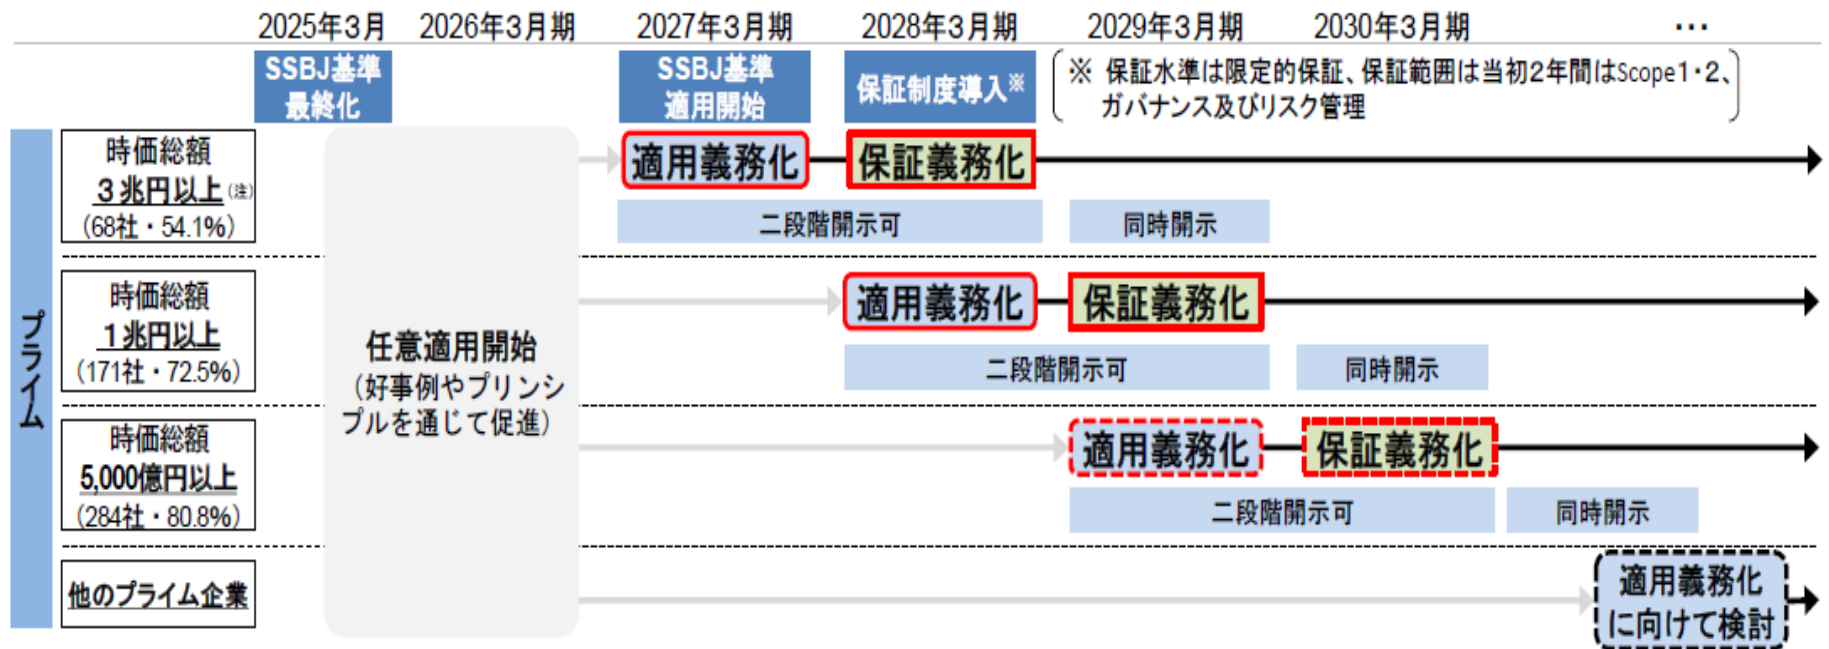 2025年3月 2026年3月期 2027年3月期 2028年3月期 2029年3月期 2030年3月期 …
SSBJ基準
最終化
SSBJ基準
適用開始
保証制度導入※
※ 保証水準は限定的保証、保証範囲は当初2年間はScope1・2、
ガバナンス及びリスク管理
プライム
時価総額
3兆円以上(注)
(68社・54.1%)
適用義務化
保証義務化
二段階開示可
同時開示
時価総額
1兆円以上
(171社・72.5%)
適用義務化
保証義務化
二段階開示可
同時開示
任意適用開始
(好事例やプリンシ
プルを通じて促進)
時価総額
5,000億円以上
(284社・80.8%)
適用義務化
保証義務化
二段階開示可
同時開示
他のプライム企業
適用義務化
に向けて検討